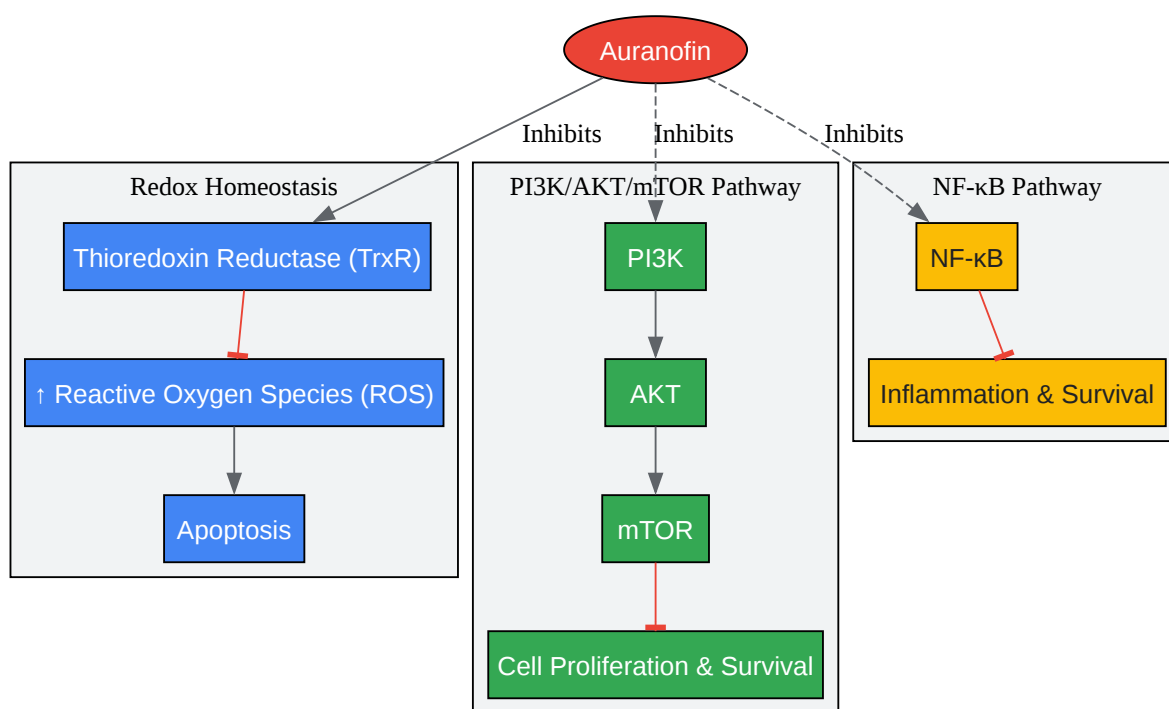 Auranofin
Inhibits
Inhibits
Inhibits
Redox Homeostasis
Thioredoxin Reductase (TrxR)
↑ Reactive Oxygen Species (ROS)
Apoptosis
PI3K/AKT/mTOR Pathway
PI3K
AKT
mTOR
Cell Proliferation & Survival
NF-κB Pathway
NF-κB
Inflammation & Survival